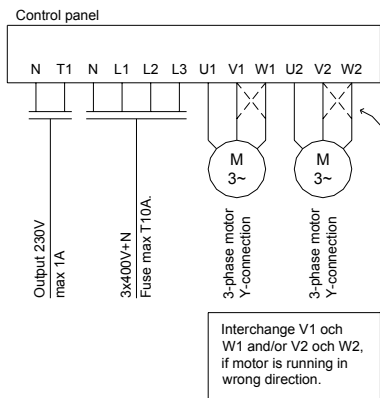 Control panel
N T1 N L1 L2 L3 U1 V1 W1 U2 V2 W2
M
3~
M
3~
Output 230V
max 1A
3x400V+N
Fuse max T10A.
3-phase motor
Y-connection
3-phase motor
Y-connection
Interchange V1 och
W1 and/or V2 och W2,
if motor is running in
wrong direction.